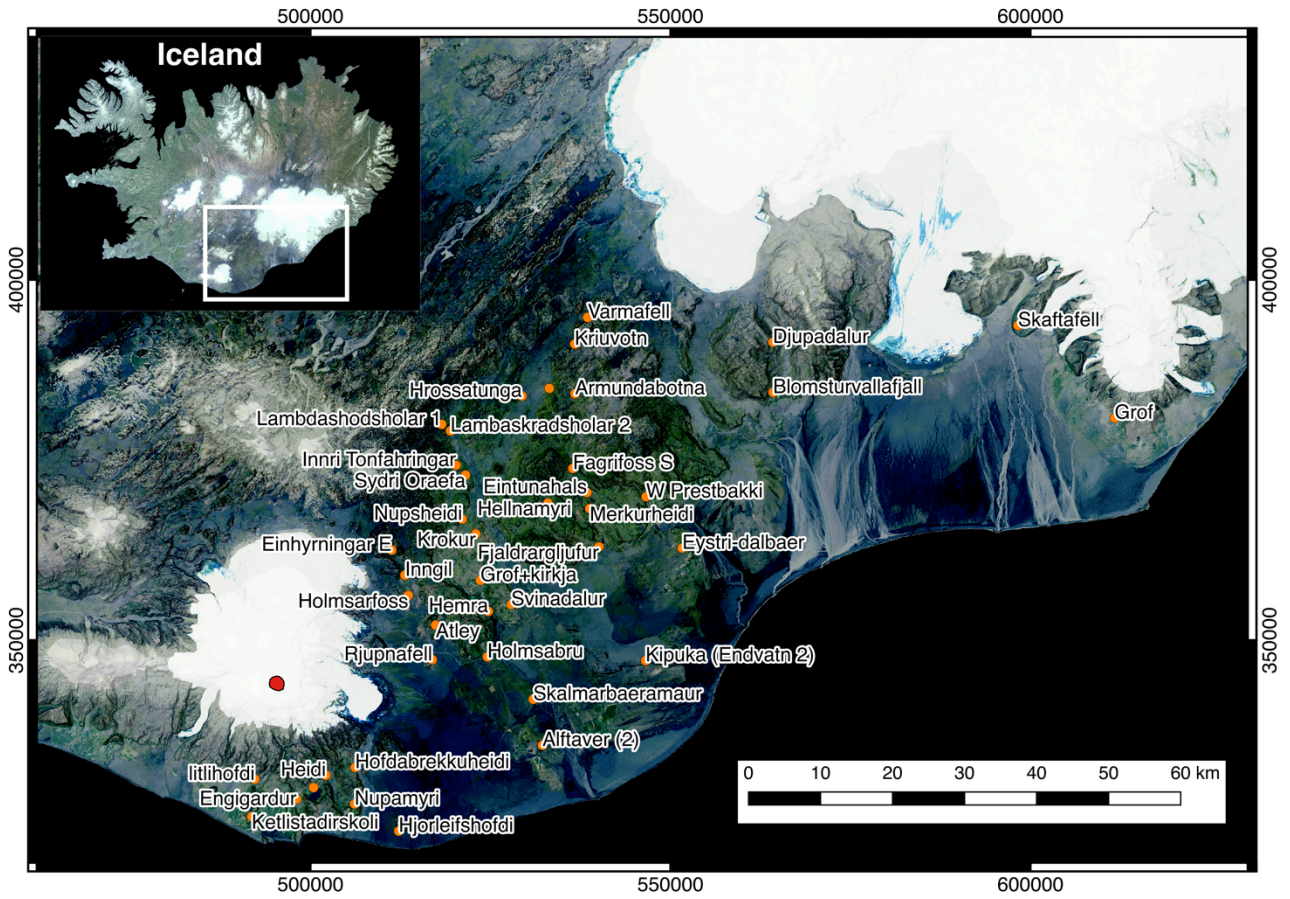 500000
550000
600000
Iceland
400000
400000
Varmafell
Skaftafell
Kriuvotn
Djupadalur
Hrossatunga
Armundabotna
Blomsturvallafjall
Grof
Lambdashodsholar 1
Lambaskradsholar 2
Innri Tonfahringar
Fagrifoss S
Sydri Oraefa
Eintunahals
W Prestbakki
Nupsheidi
Hellnamyri
Merkurheidi
Einhyrningar E
Krokur
Fjaldrargljufur
Eystri-dalbaer
Inngil
Grof+kirkja
Holmsarfoss
Hemra
Svinadalur
Atley
350000
350000
Rjupnafell
Holmsabru
Kipuka (Endvatn 2)
Skalmarbaeramaur
Alftaver (2)
Iitlihofdi
Heidi
Hofdabrekkuheidi
0 10 20 30 40 50 60 km
Engigardur
Nupamyri
Ketlistadirskoli
Hjorleifshofdi
500000
550000
600000